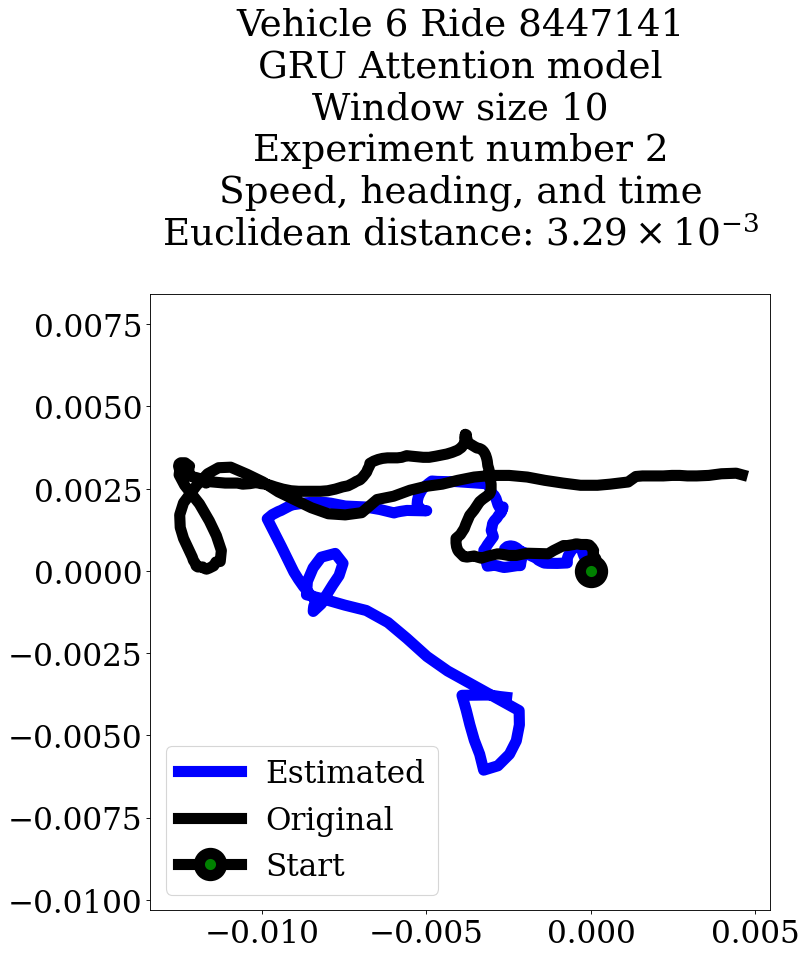 Vehicle 6 Ride 8447141
GRU Attention model
Window size 10
Experiment number 2
Speed, heading, and time
Euclidean distance: 3.29 × 10⁻³
0.0075
0.0050
0.0025
0.0000
−0.0025
−0.0050
−0.0075
−0.0100
Estimated
Original
Start
−0.010 −0.005 0.000 0.005